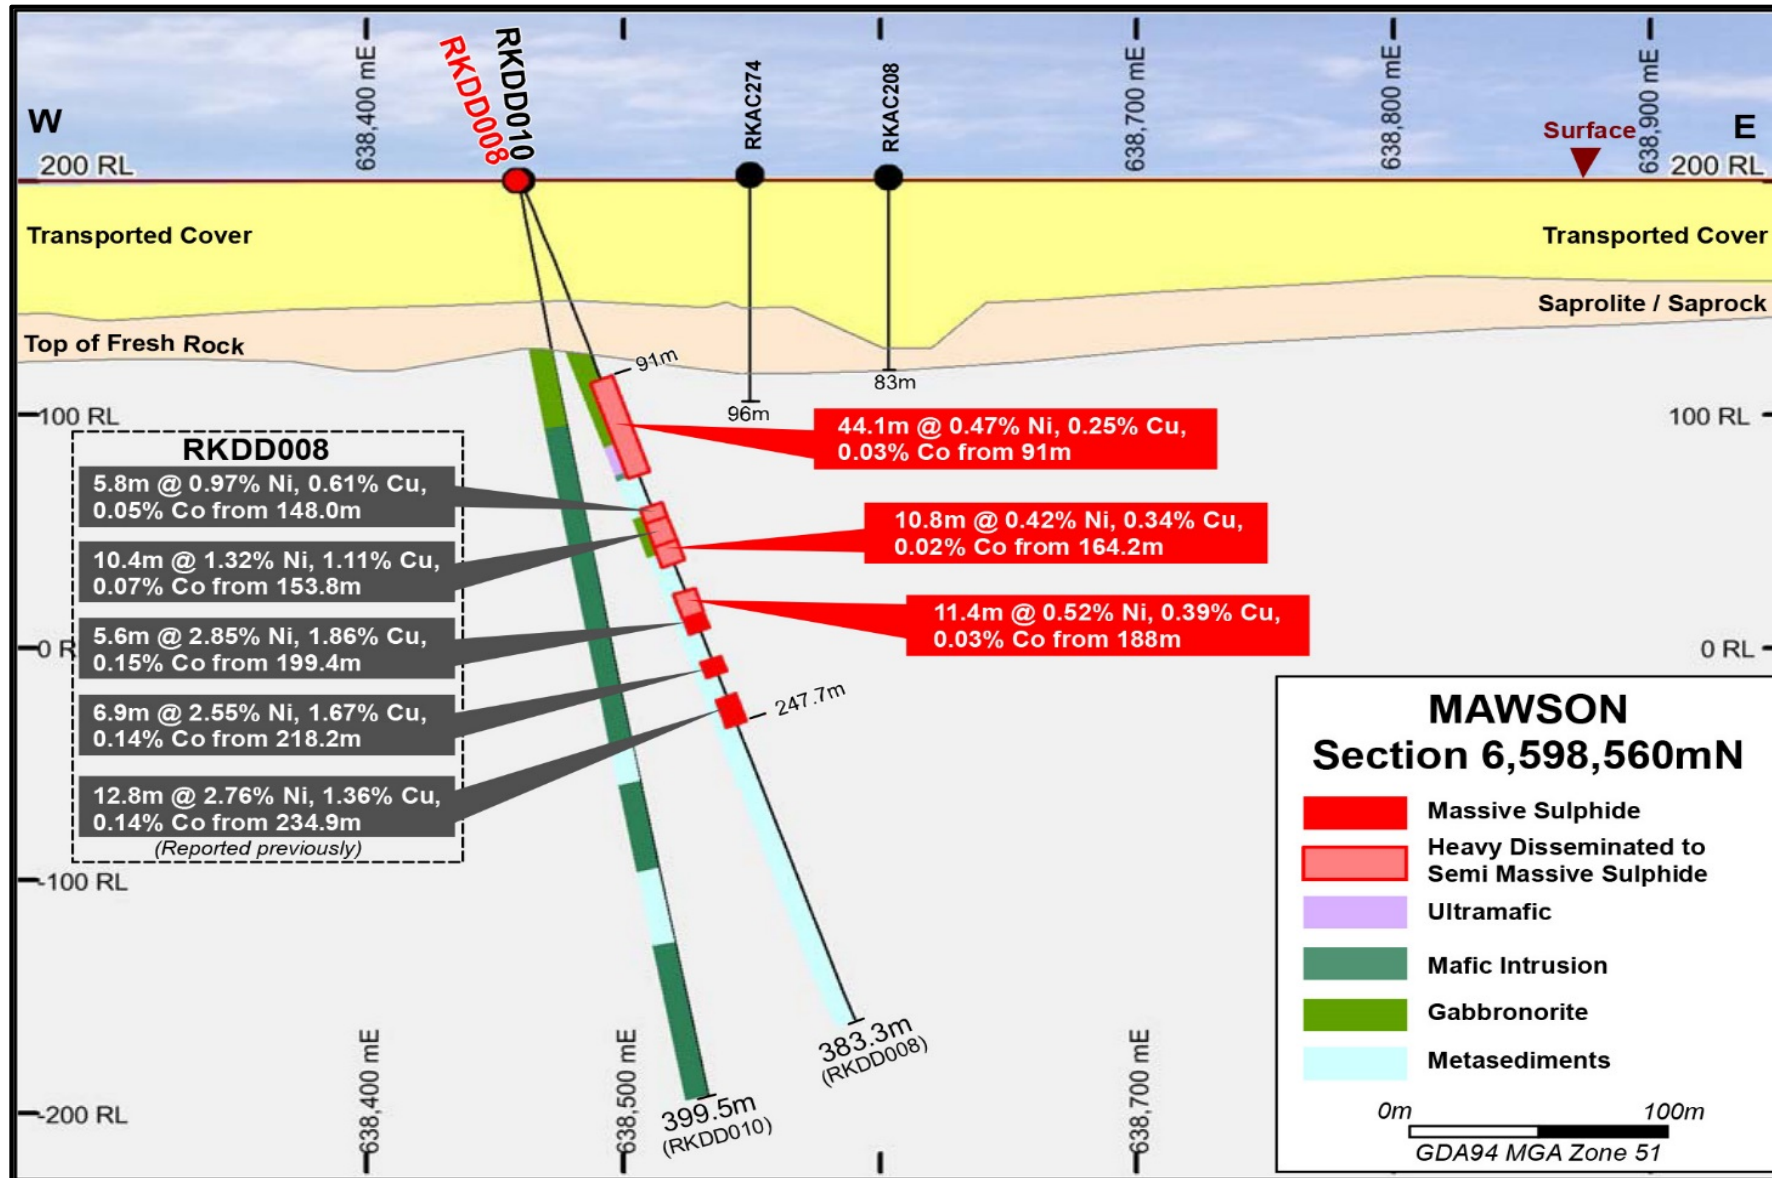 638,400 mE
638,700 mE
638,800 mE
638,900 mE
RKDD008
RKDD010
RKAC274
RKAC208
W
E
Surface
200 RL
200 RL
Transported Cover
Transported Cover
Saprolite / Saprock
Top of Fresh Rock
91m
83m
96m
100 RL
100 RL
44.1m @ 0.47% Ni, 0.25% Cu,
0.03% Co from 91m
RKDD008
5.8m @ 0.97% Ni, 0.61% Cu,
0.05% Co from 148.0m
10.8m @ 0.42% Ni, 0.34% Cu,
0.02% Co from 164.2m
10.4m @ 1.32% Ni, 1.11% Cu,
0.07% Co from 153.8m
11.4m @ 0.52% Ni, 0.39% Cu,
0.03% Co from 188m
5.6m @ 2.85% Ni, 1.86% Cu,
0.15% Co from 199.4m
0 R
0 RL
6.9m @ 2.55% Ni, 1.67% Cu,
0.14% Co from 218.2m
247.7m
12.8m @ 2.76% Ni, 1.36% Cu,
0.14% Co from 234.9m
(Reported previously)
-100 RL
-200 RL
638,400 mE
638,500 mE
638,700 mE
399.5m
(RKDD010)
383.3m
(RKDD008)
MAWSON
Section 6,598,560mN
Massive Sulphide
Heavy Disseminated to
Semi Massive Sulphide
Ultramafic
Mafic Intrusion
Gabbronorite
Metasediments
0m 100m
GDA94 MGA Zone 51